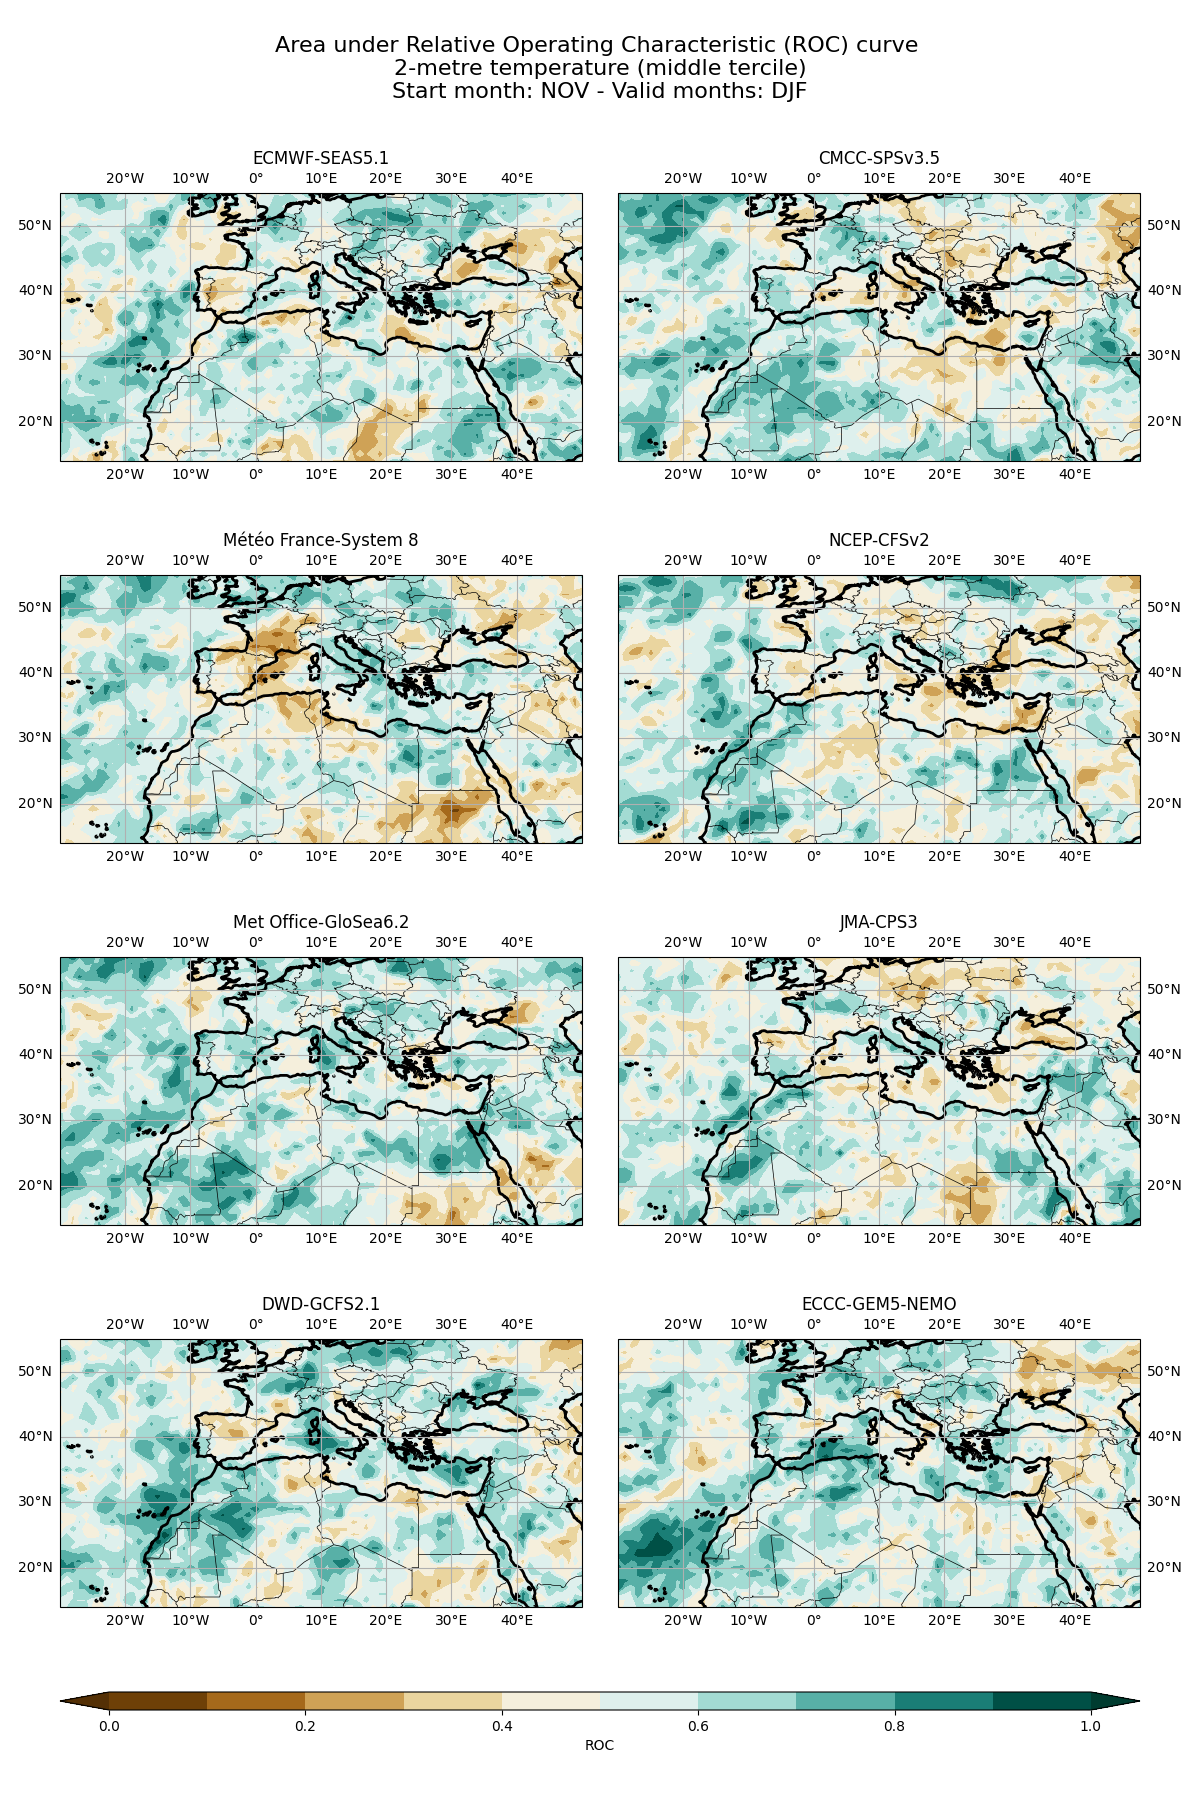 Area under Relative Operating Characteristic (ROC) curve
2-metre temperature (middle tercile)
Start month: NOV - Valid months: DJF
ECMWF-SEAS5.1
20°W 10°W 0° 10°E 20°E 30°E 40°E
50°N
40°N
30°N
20°N
20°W 10°W 0° 10°E 20°E 30°E 40°E
CMCC-SPSv3.5
20°W 10°W 0° 10°E 20°E 30°E 40°E
50°N
40°N
30°N
20°N
20°W 10°W 0° 10°E 20°E 30°E 40°E
Météo France-System 8
20°W 10°W 0° 10°E 20°E 30°E 40°E
50°N
40°N
30°N
20°N
20°W 10°W 0° 10°E 20°E 30°E 40°E
NCEP-CFSv2
20°W 10°W 0° 10°E 20°E 30°E 40°E
50°N
40°N
30°N
20°N
20°W 10°W 0° 10°E 20°E 30°E 40°E
Met Office-GloSea6.2
20°W 10°W 0° 10°E 20°E 30°E 40°E
50°N
40°N
30°N
20°N
20°W 10°W 0° 10°E 20°E 30°E 40°E
JMA-CPS3
20°W 10°W 0° 10°E 20°E 30°E 40°E
50°N
40°N
30°N
20°N
20°W 10°W 0° 10°E 20°E 30°E 40°E
DWD-GCFS2.1
20°W 10°W 0° 10°E 20°E 30°E 40°E
50°N
40°N
30°N
20°N
20°W 10°W 0° 10°E 20°E 30°E 40°E
ECCC-GEM5-NEMO
20°W 10°W 0° 10°E 20°E 30°E 40°E
50°N
40°N
30°N
20°N
20°W 10°W 0° 10°E 20°E 30°E 40°E
0.0 0.2 0.4 0.6 0.8 1.0
ROC